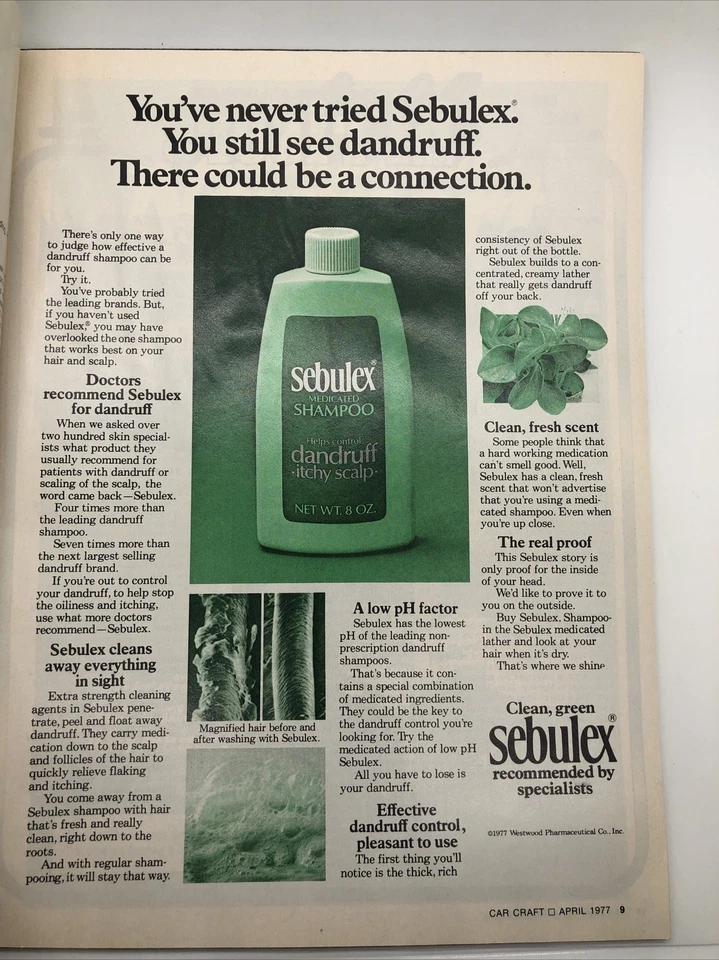 You've never tried Sebulex.®
You still see dandruff.
There could be a connection.
There's only one way
to judge how effective a
dandruff shampoo can be
for you.
Try it.
You've probably tried
the leading brands. But,
if you haven't used
Sebulex,® you may have
overlooked the one shampoo
that works best on your
hair and scalp.
Doctors
recommend Sebulex
for dandruff
When we asked over
two hundred skin special-
ists what product they
usually recommend for
patients with dandruff or
scaling of the scalp, the
word came back—Sebulex.
Four times more than
the leading dandruff
shampoo.
Seven times more than
the next largest selling
dandruff brand.
If you're out to control
your dandruff, to help stop
the oiliness and itching,
use what more doctors
recommend—Sebulex.
Sebulex cleans
away everything
in sight
Extra strength cleaning
agents in Sebulex pene-
trate, peel and float away
dandruff. They carry medi-
cation down to the scalp
and follicles of the hair to
quickly relieve flaking
and itching.
You come away from a
Sebulex shampoo with hair
that's fresh and really
clean, right down to the
roots.
And with regular sham-
pooing, it will stay that way.
sebulex®
MEDICATED
SHAMPOO
Helps control
dandruff
·itchy scalp·
NET WT. 8 OZ.
Magnified hair before and
after washing with Sebulex.
A low pH factor
Sebulex has the lowest
pH of the leading non-
prescription dandruff
shampoos.
That's because it con-
tains a special combination
of medicated ingredients.
They could be the key to
the dandruff control you're
looking for. Try the
medicated action of low pH
Sebulex.
All you have to lose is
your dandruff.
Effective
dandruff control,
pleasant to use
The first thing you'll
notice is the thick, rich
consistency of Sebulex
right out of the bottle.
Sebulex builds to a con-
centrated, creamy lather
that really gets dandruff
off your back.
Clean, fresh scent
Some people think that
a hard working medication
can't smell good. Well,
Sebulex has a clean, fresh
scent that won't advertise
that you're using a medi-
cated shampoo. Even when
you're up close.
The real proof
This Sebulex story is
only proof for the inside
of your head.
We'd like to prove it to
you on the outside.
Buy Sebulex. Shampoo-
in the Sebulex medicated
lather and look at your
hair when it's dry.
That's where we shine
Clean, green
sebulex®
recommended by
specialists
©1977 Westwood Pharmaceutical Co., Inc.
CAR CRAFT □ APRIL 1977 9